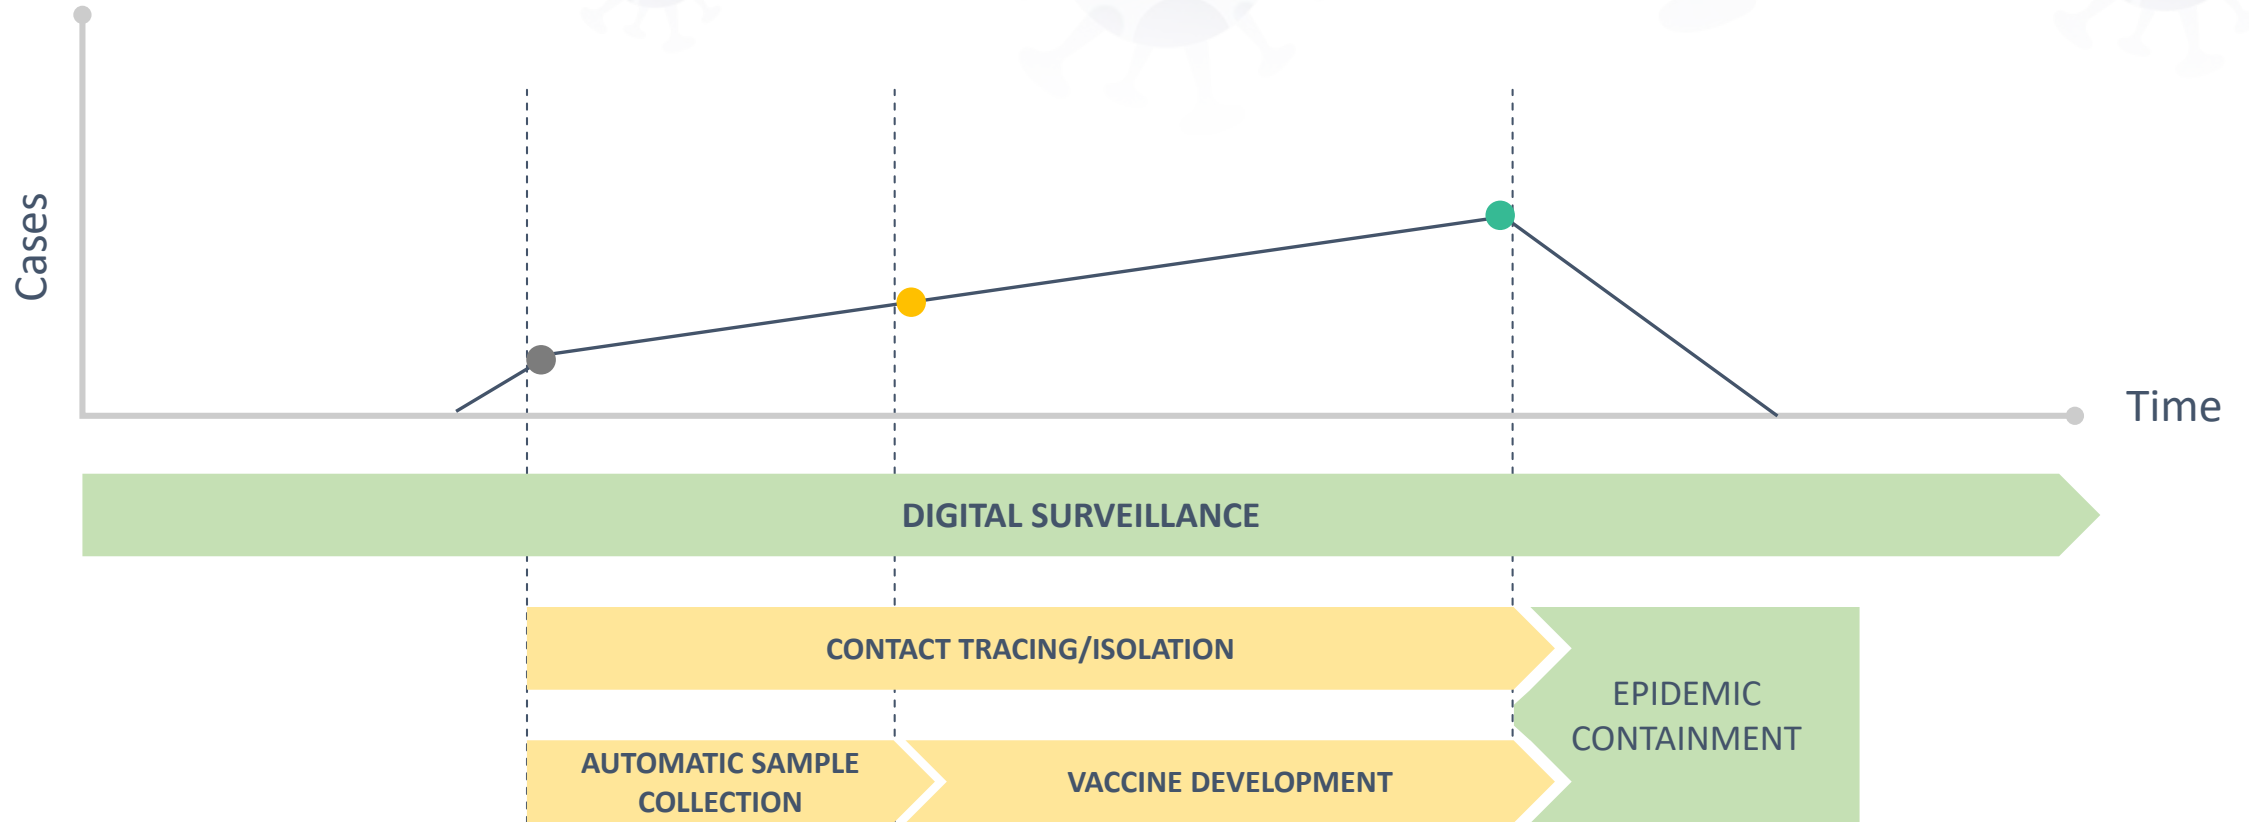 Cases
Time
DIGITAL SURVEILLANCE
CONTACT TRACING/ISOLATION
EPIDEMIC
CONTAINMENT
AUTOMATIC SAMPLE
COLLECTION
VACCINE DEVELOPMENT